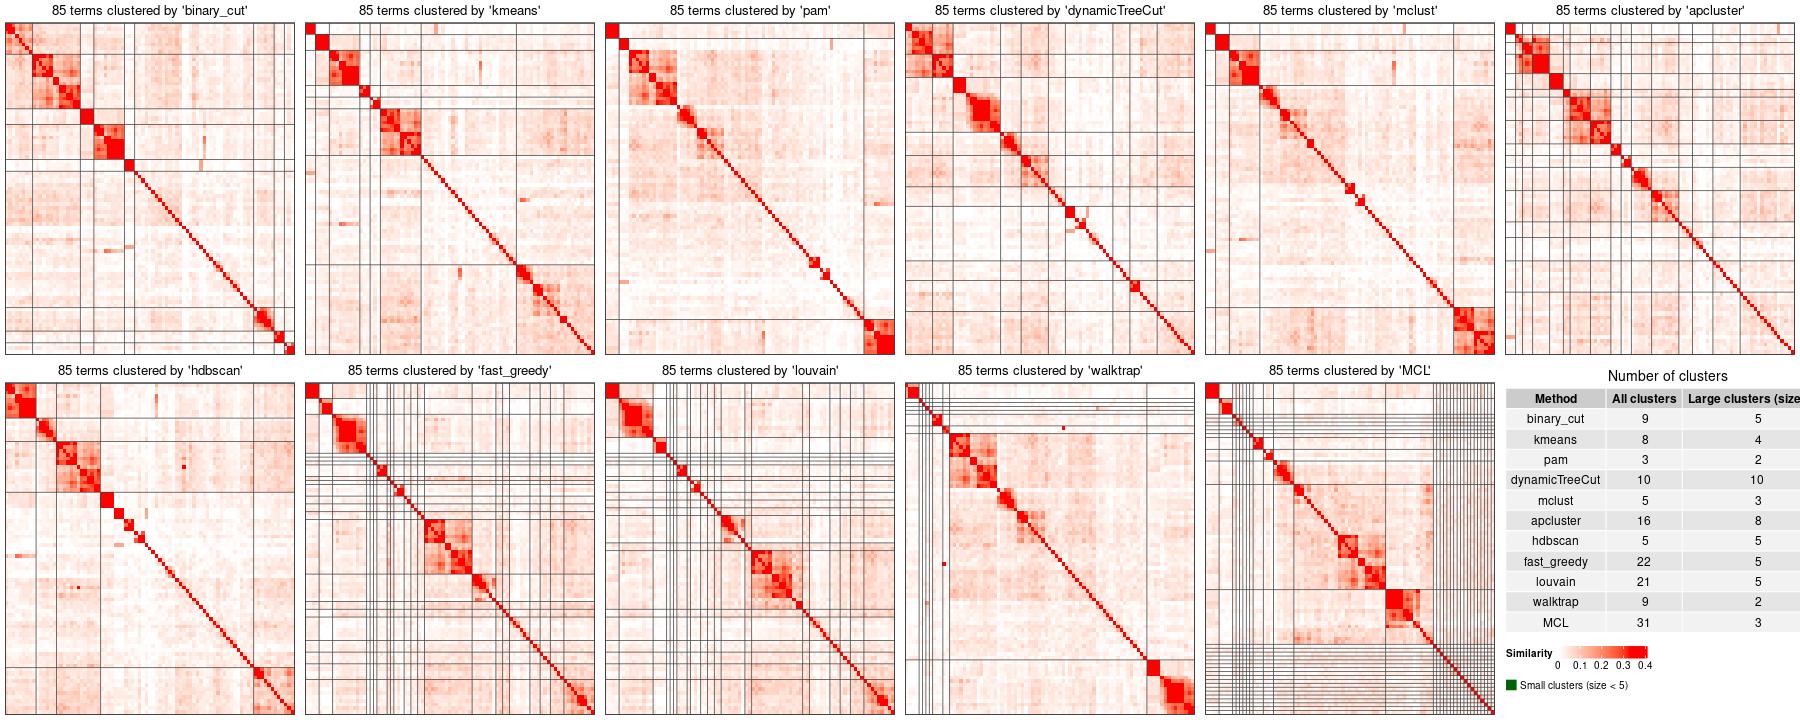 85 terms clustered by 'binary_cut'
85 terms clustered by 'kmeans'
85 terms clustered by 'pam'
85 terms clustered by 'dynamicTreeCut'
85 terms clustered by 'mclust'
85 terms clustered by 'apcluster'
85 terms clustered by 'hdbscan'
85 terms clustered by 'fast_greedy'
85 terms clustered by 'louvain'
85 terms clustered by 'walktrap'
85 terms clustered by 'MCL'
Number of clusters
Method All clusters Large clusters (size
binary_cut 9 5
kmeans 8 4
pam 3 2
dynamicTreeCut 10 10
mclust 5 3
apcluster 16 8
hdbscan 5 5
fast_greedy 22 5
louvain 21 5
walktrap 9 2
MCL 31 3
Similarity
0 0.1 0.2 0.3 0.4
Small clusters (size < 5)